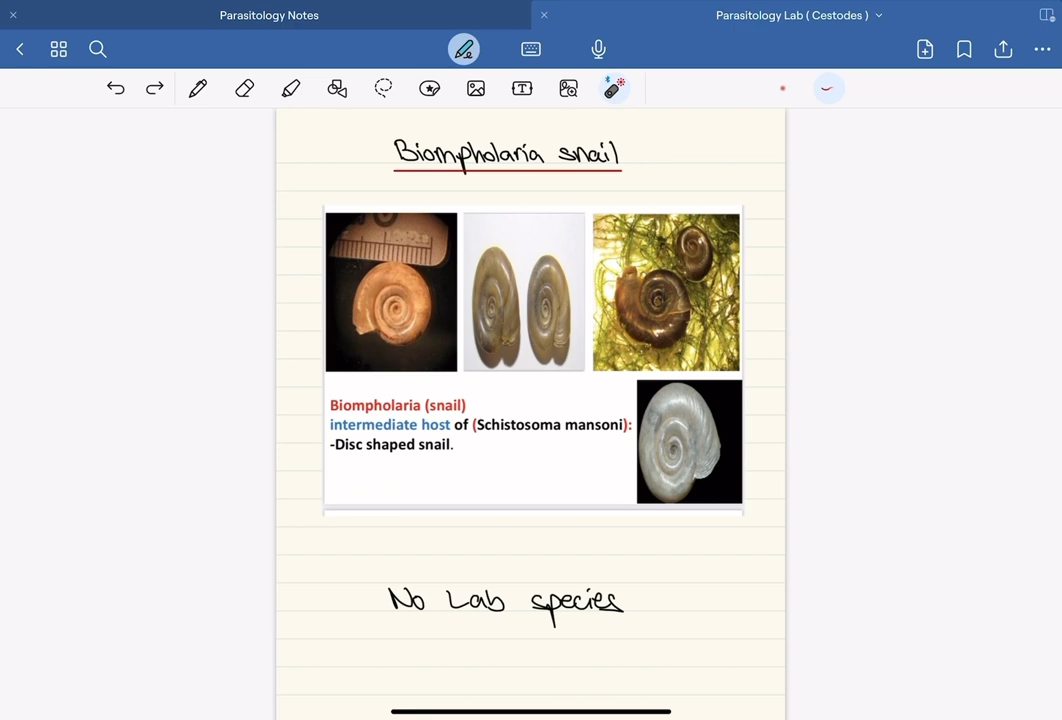 Parasitology Notes
Parasitology Lab ( Cestodes )
Biompholaria snail
Biompholaria (snail)
intermediate host of (Schistosoma mansoni):
-Disc shaped snail.
No Lab species